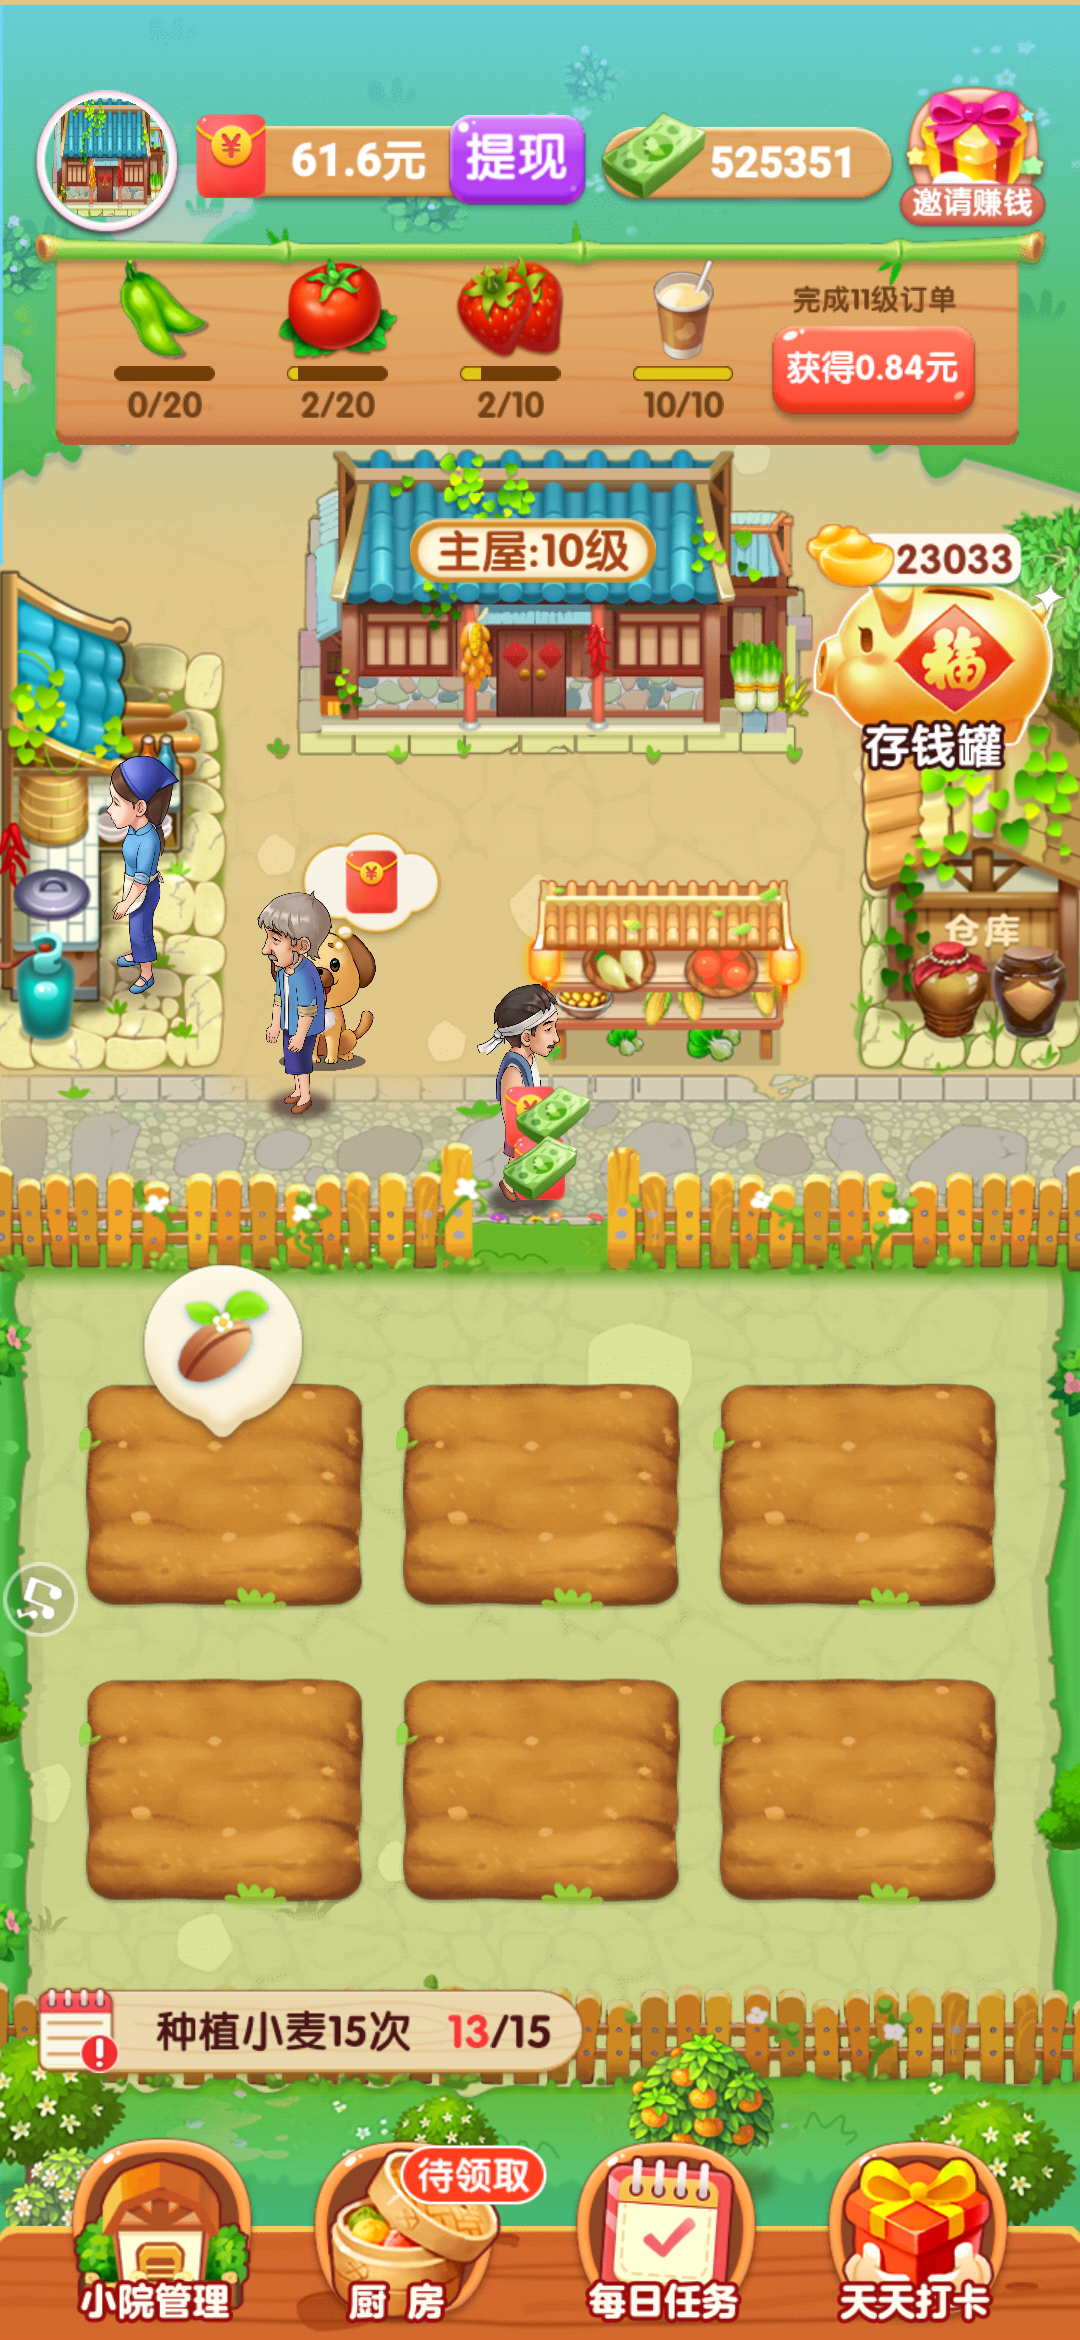 61.6元
提现
525351
邀请赚钱
完成11级订单
获得0.84元
0/20
2/20
2/10
10/10
主屋:10级
23033
福
存钱罐
仓库
种植小麦15次 13/15
待领取
小院管理
厨 房
每日任务
天天打卡